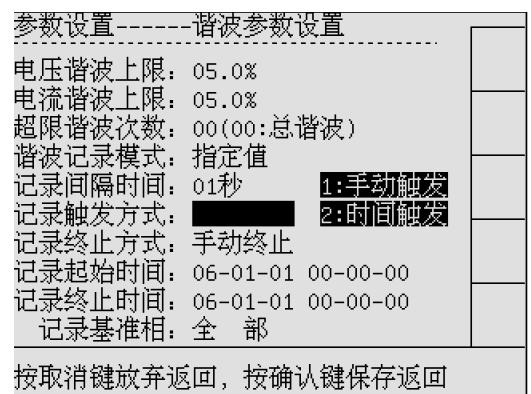 参数设置------谐波参数设置
电压谐波上限: 05.0%
电流谐波上限: 05.0%
超限谐波次数: 00(00:总谐波)
谐波记录模式: 指定值
记录间隔时间: 01秒 1:手动触发
记录触发方式: 2:时间触发
记录终止方式: 手动终止
记录起始时间: 06-01-01 00-00-00
记录终止时间: 06-01-01 00-00-00
记录基准相: 全 部
按取消键放弃返回, 按确认键保存返回